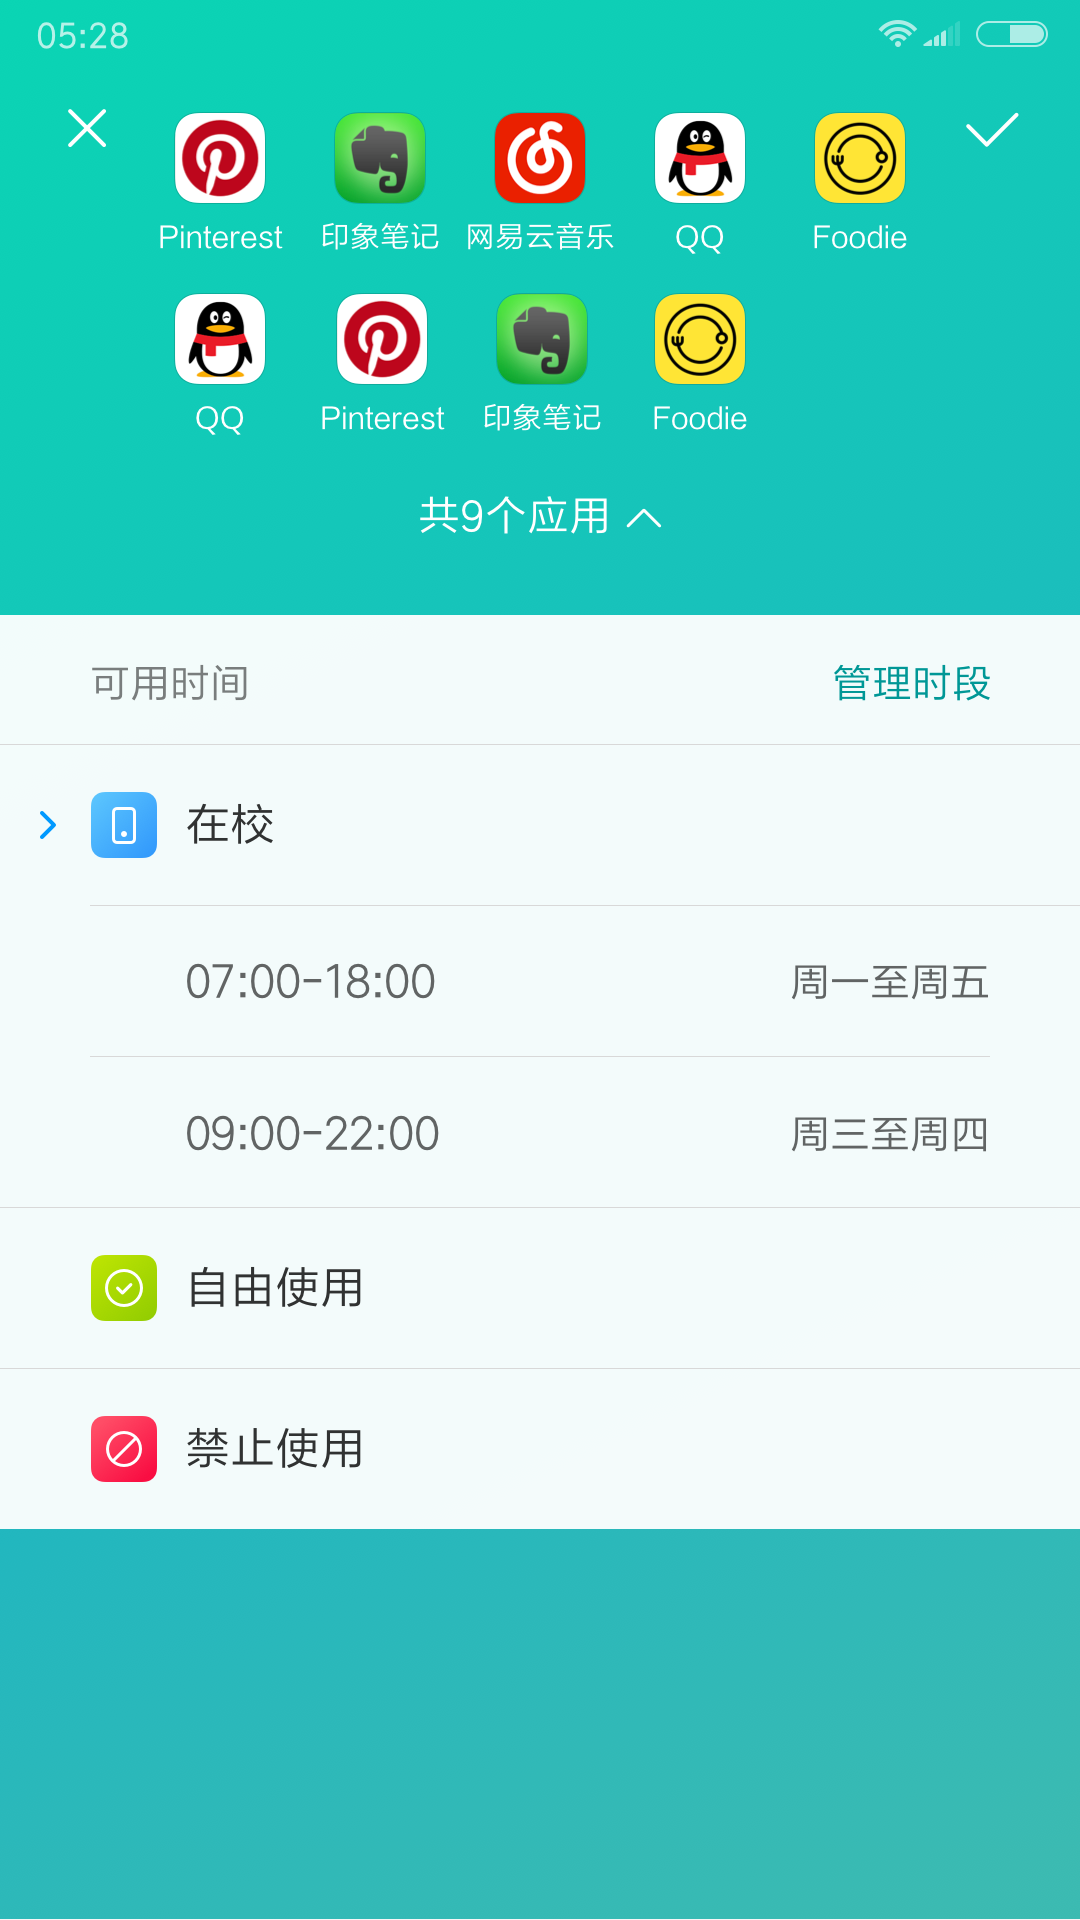 05:28
Pinterest 印象笔记 网易云音乐 QQ Foodie
QQ Pinterest 印象笔记 Foodie
共9个应用
可用时间 管理时段
在校
07:00-18:00 周一至周五
09:00-22:00 周三至周四
自由使用
禁止使用